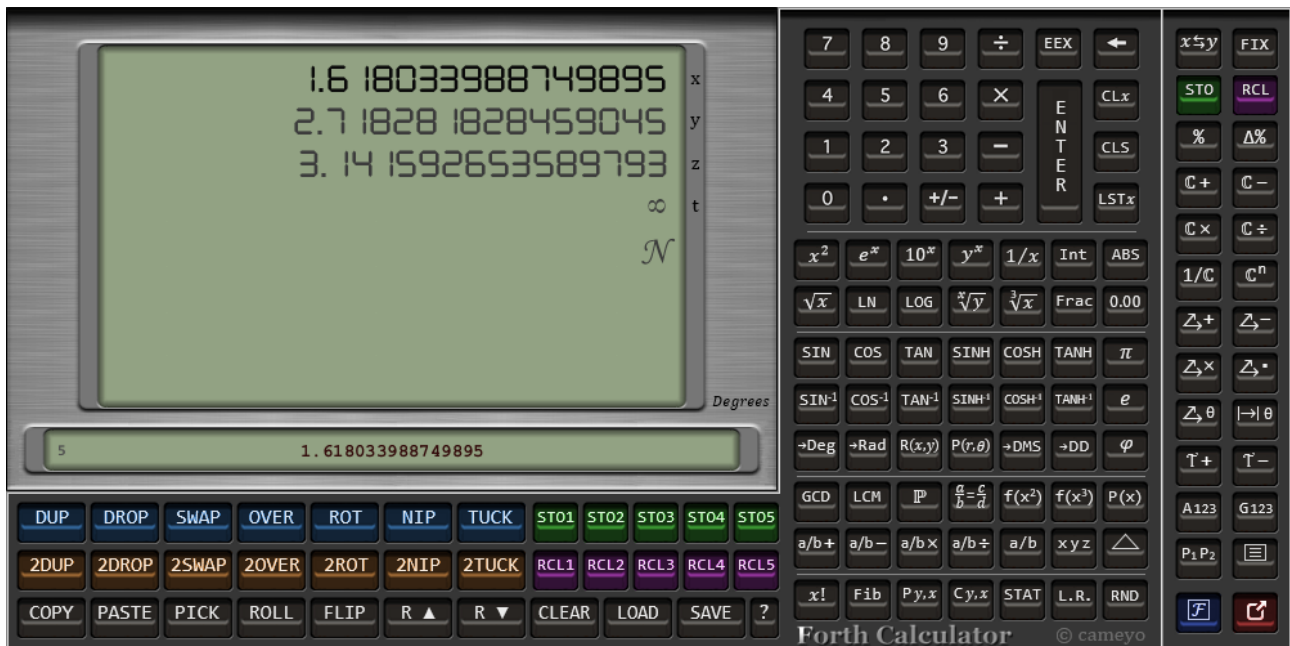 1.618033988749895 x
2.718281828459045 y
3.141592653589793 z
∞ t
𝒩
Degrees
5 1.618033988749895
DUP DROP SWAP OVER ROT NIP TUCK STO1 STO2 STO3 STO4 STO5
2DUP 2DROP 2SWAP 2OVER 2ROT 2NIP 2TUCK RCL1 RCL2 RCL3 RCL4 RCL5
COPY PASTE PICK ROLL FLIP R ▲ R ▼ CLEAR LOAD SAVE ?
7 8 9 ÷ EEX ←
4 5 6 × ENTER CLx
1 2 3 − CLS
0 · +/− + LSTx
x² eˣ 10ˣ yˣ 1/x Int ABS
√x LN LOG ˣ√y ³√x Frac 0.00
SIN COS TAN SINH COSH TANH π
SIN⁻¹ COS⁻¹ TAN⁻¹ SINH⁻¹ COSH⁻¹ TANH⁻¹ e
→Deg →Rad R(x,y) P(r,θ) →DMS →DD φ
GCD LCM ℙ a/b=c/d f(x²) f(x³) P(x)
a/b+ a/b− a/b× a/b÷ a/b xyz △
x! Fib Py,x Cy,x STAT L.R. RND
Forth Calculator © cameyo
x⇆y FIX
STO RCL
% Δ%
ℂ+ ℂ−
ℂ× ℂ÷
1/ℂ ℂⁿ
+ −
× ·
θ |→|θ
Ť+ Ť−
A123 G123
P₁P₂
ℱ